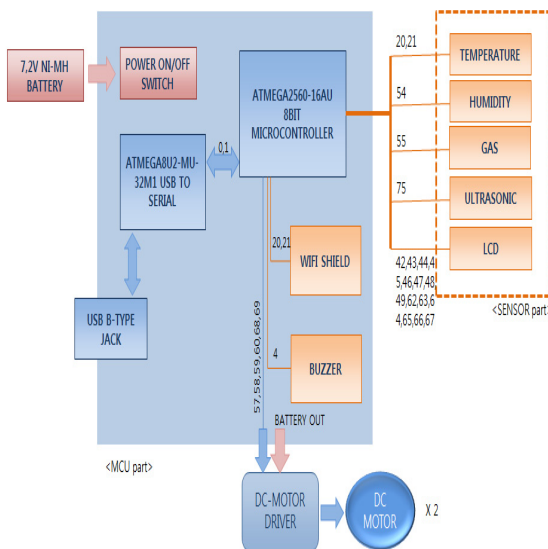 7,2V NI-MH
BATTERY
POWER ON/OFF
SWITCH
ATMEGA2560-16AU
8BIT
MICROCONTROLLER
20,21
TEMPERATURE
54
HUMIDITY
55
GAS
75
ULTRASONIC
LCD
42,43,44,4
5,46,47,48
49,62,63,6
4,65,66,67
<SENSOR part>
0,1
ATMEGA8U2-MU-
32M1 USB TO
SERIAL
20,21
WIFI SHIELD
USB B-TYPE
JACK
4
BUZZER
57,58,59,60,68,69
BATTERY OUT
<MCU part>
DC-MOTOR
DRIVER
DC
MOTOR
X 2